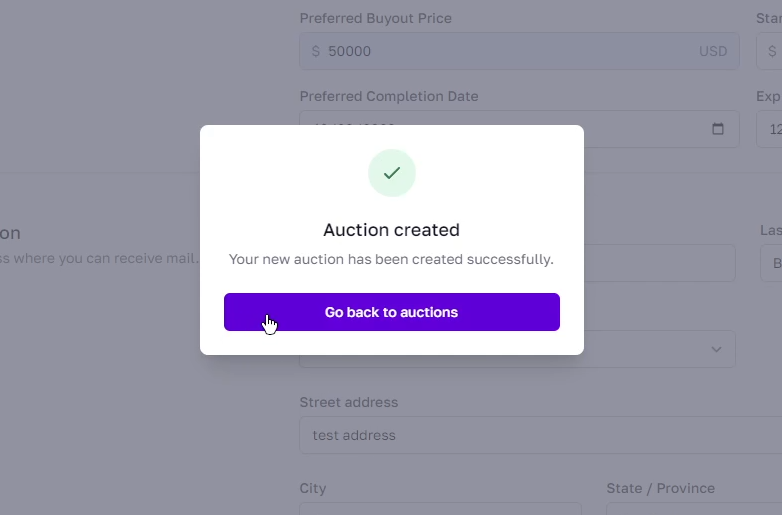 Preferred Buyout Price
$ 50000 USD
$
Preferred Completion Date
Exp
12
on
ss where you can receive mail.
Las
B
Auction created
Your new auction has been created successfully.
Go back to auctions
Street address
test address
City
State / Province